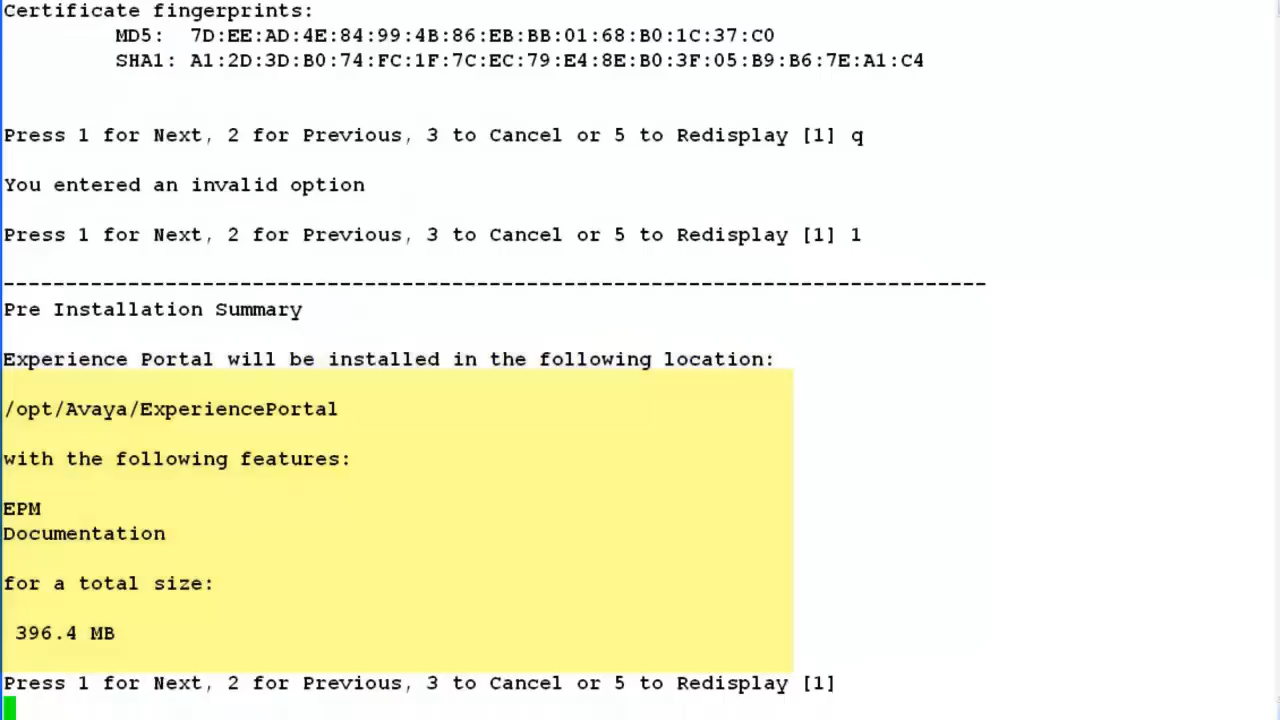 Certificate fingerprints:
MD5: 7D:EE:AD:4E:84:99:4B:86:EB:BB:01:68:B0:1C:37:C0
SHA1: A1:2D:3D:B0:74:FC:1F:7C:EC:79:E4:8E:B0:3F:05:B9:B6:7E:A1:C4
Press 1 for Next, 2 for Previous, 3 to Cancel or 5 to Redisplay [1] q
You entered an invalid option
Press 1 for Next, 2 for Previous, 3 to Cancel or 5 to Redisplay [1] 1
-------------------------------------------------------------------------------
Pre Installation Summary
Experience Portal will be installed in the following location:
/opt/Avaya/ExperiencePortal
with the following features:
EPM
Documentation
for a total size:
396.4 MB
Press 1 for Next, 2 for Previous, 3 to Cancel or 5 to Redisplay [1]